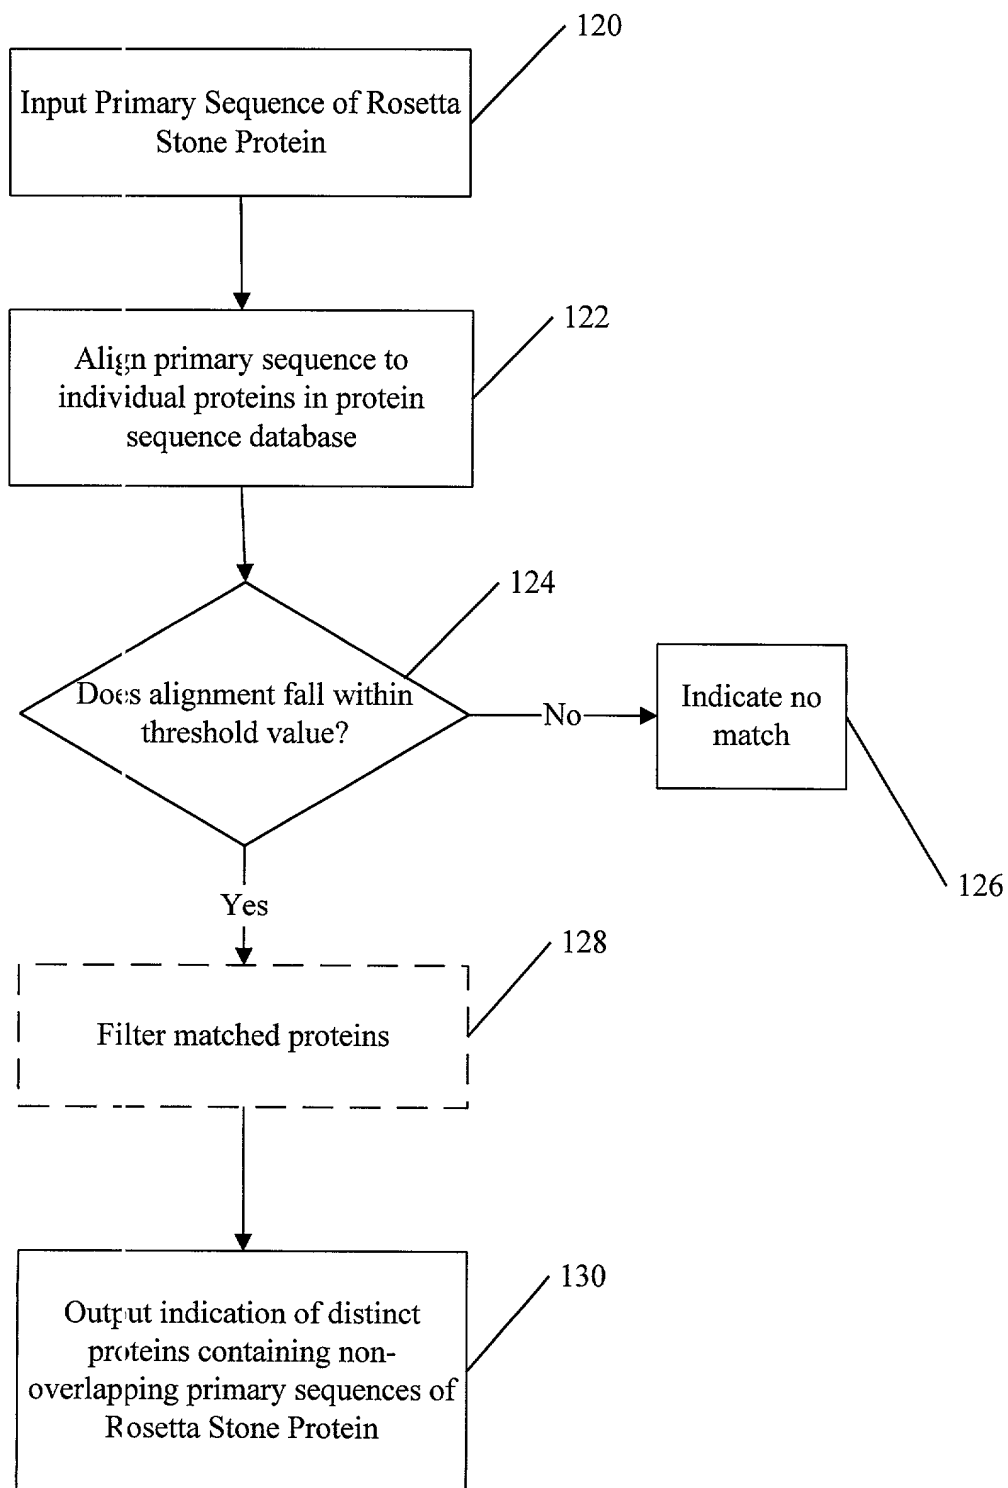 120
Input Primary Sequence of Rosetta
Stone Protein
122
Align primary sequence to
individual proteins in protein
sequence database
124
Does alignment fall within
threshold value?
No
Indicate no
match
126
Yes
128
Filter matched proteins
130
Output indication of distinct
proteins containing non-
overlapping primary sequences of
Rosetta Stone Protein